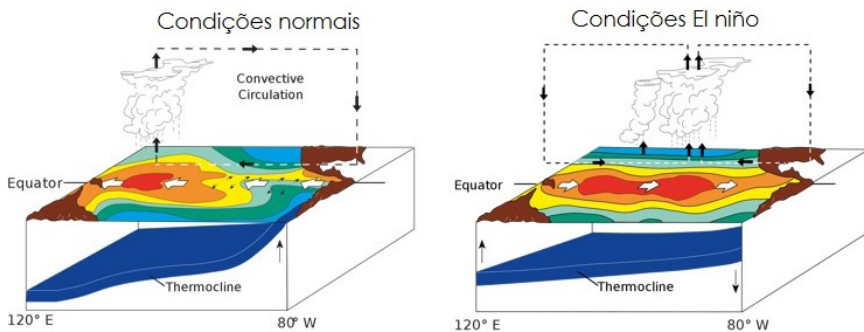 Condições normais
Convective
Circulation
Equator
Thermocline
120° E
80° W
Condições El niño
Equator
Thermocline
120° E
80° W